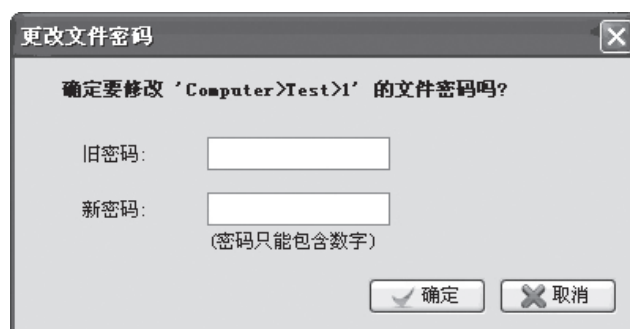 更改文件密码
确定要修改 'Computer>Test>1' 的文件密码吗?
旧密码:
新密码:
(密码只能包含数字)
确定 取消